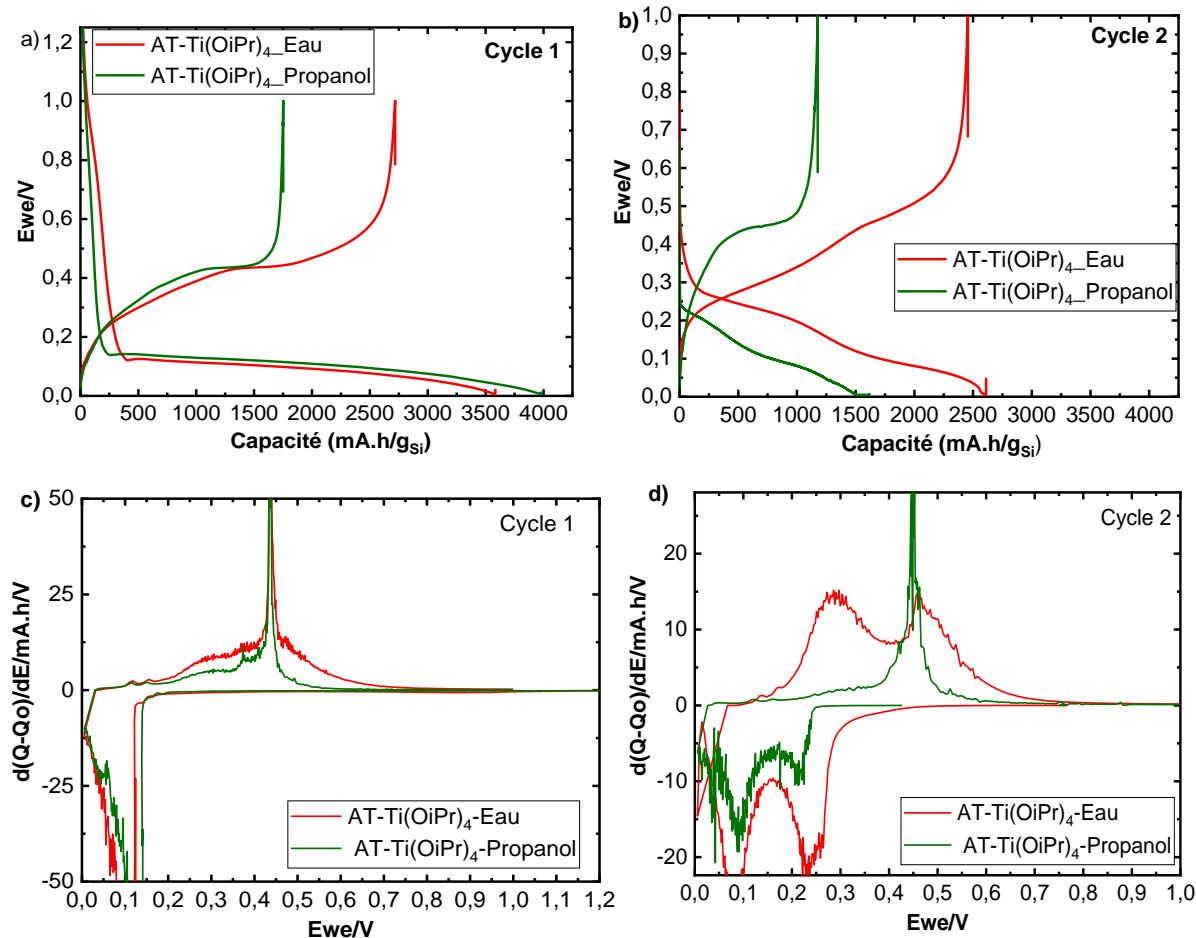 a)
AT-Ti(OiPr)4_Eau
AT-Ti(OiPr)4_Propanol
Cycle 1
1,2
1,0
0,8
0,6
0,4
0,2
0,0
Ewe/V
0 500 1000 1500 2000 2500 3000 3500 4000
Capacité (mA.h/gSi)
b)
Cycle 2
1,0
0,9
0,8
0,7
0,6
0,5
0,4
0,3
0,2
0,1
0,0
Ewe/V
AT-Ti(OiPr)4_Eau
AT-Ti(OiPr)4_Propanol
0 500 1000 1500 2000 2500 3000 3500 4000
Capacité (mA.h/gSi)
c)
Cycle 1
50
25
0
-25
-50
d(Q-Qo)/dE/mA.h/V
AT-Ti(OiPr)4-Eau
AT-Ti(OiPr)4-Propanol
0,0 0,1 0,2 0,3 0,4 0,5 0,6 0,7 0,8 0,9 1,0 1,1 1,2
Ewe/V
d)
Cycle 2
20
10
0
-10
-20
d(Q-Qo)/dE/mA.h/V
AT-Ti(OiPr)4-Eau
AT-Ti(OiPr)4-Propanol
0,0 0,1 0,2 0,3 0,4 0,5 0,6 0,7 0,8 0,9 1,0
Ewe/V